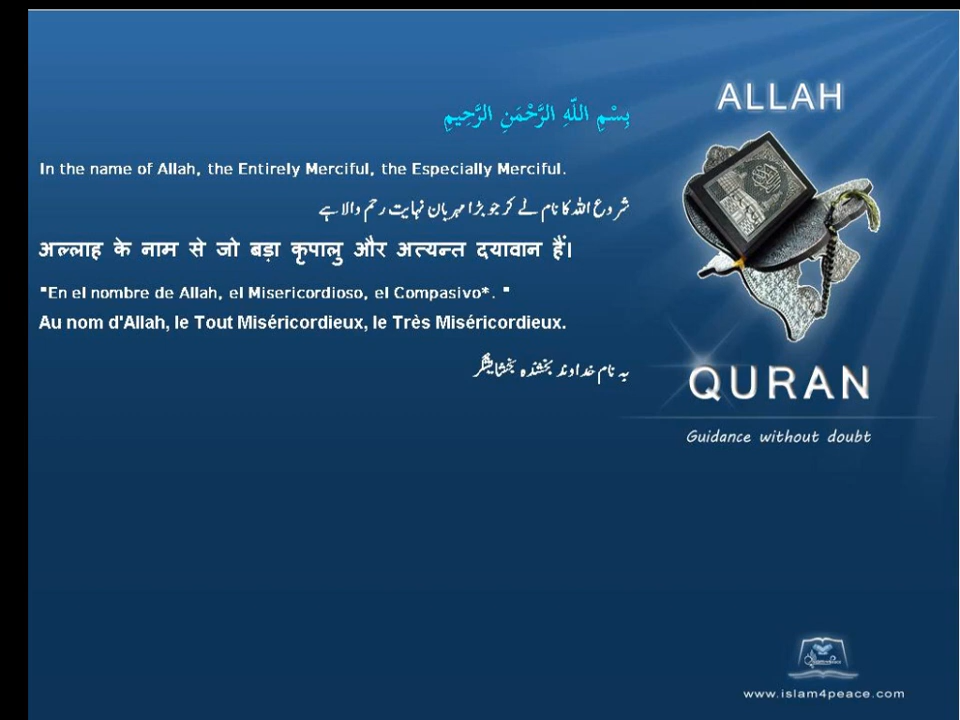 بِسْمِ اللّهِ الرَّحْمَنِ الرَّحِيمِ
In the name of Allah, the Entirely Merciful, the Especially Merciful.
شروع الله کا نام لے کر جو بڑا مہربان نہایت رحم والا ہے
अल्लाह के नाम से जो बड़ा कृपालु और अत्यन्त दयावान हैं।
"En el nombre de Allah, el Misericordioso, el Compasivo*. "
Au nom d'Allah, le Tout Miséricordieux, le Très Miséricordieux.
به نام خداوند بخشنده بخشایشگر
ALLAH
QURAN
Guidance without doubt
www.islam4peace.com